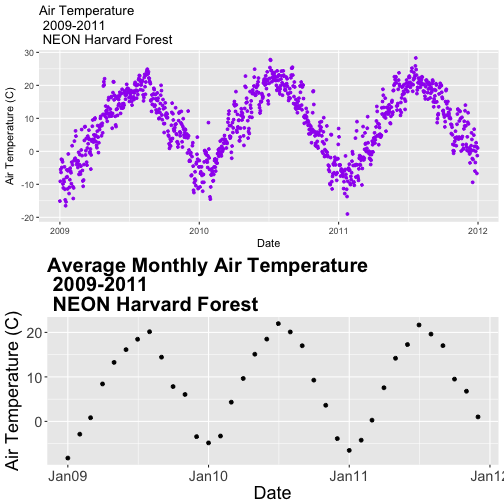 Air Temperature
2009-2011
NEON Harvard Forest
Air Temperature (C)
30
20
10
0
-10
-20
2009
2010
2011
2012
Date
Average Monthly Air Temperature
2009-2011
NEON Harvard Forest
Air Temperature (C)
20
10
0
Jan09
Jan10
Jan11
Jan12
Date